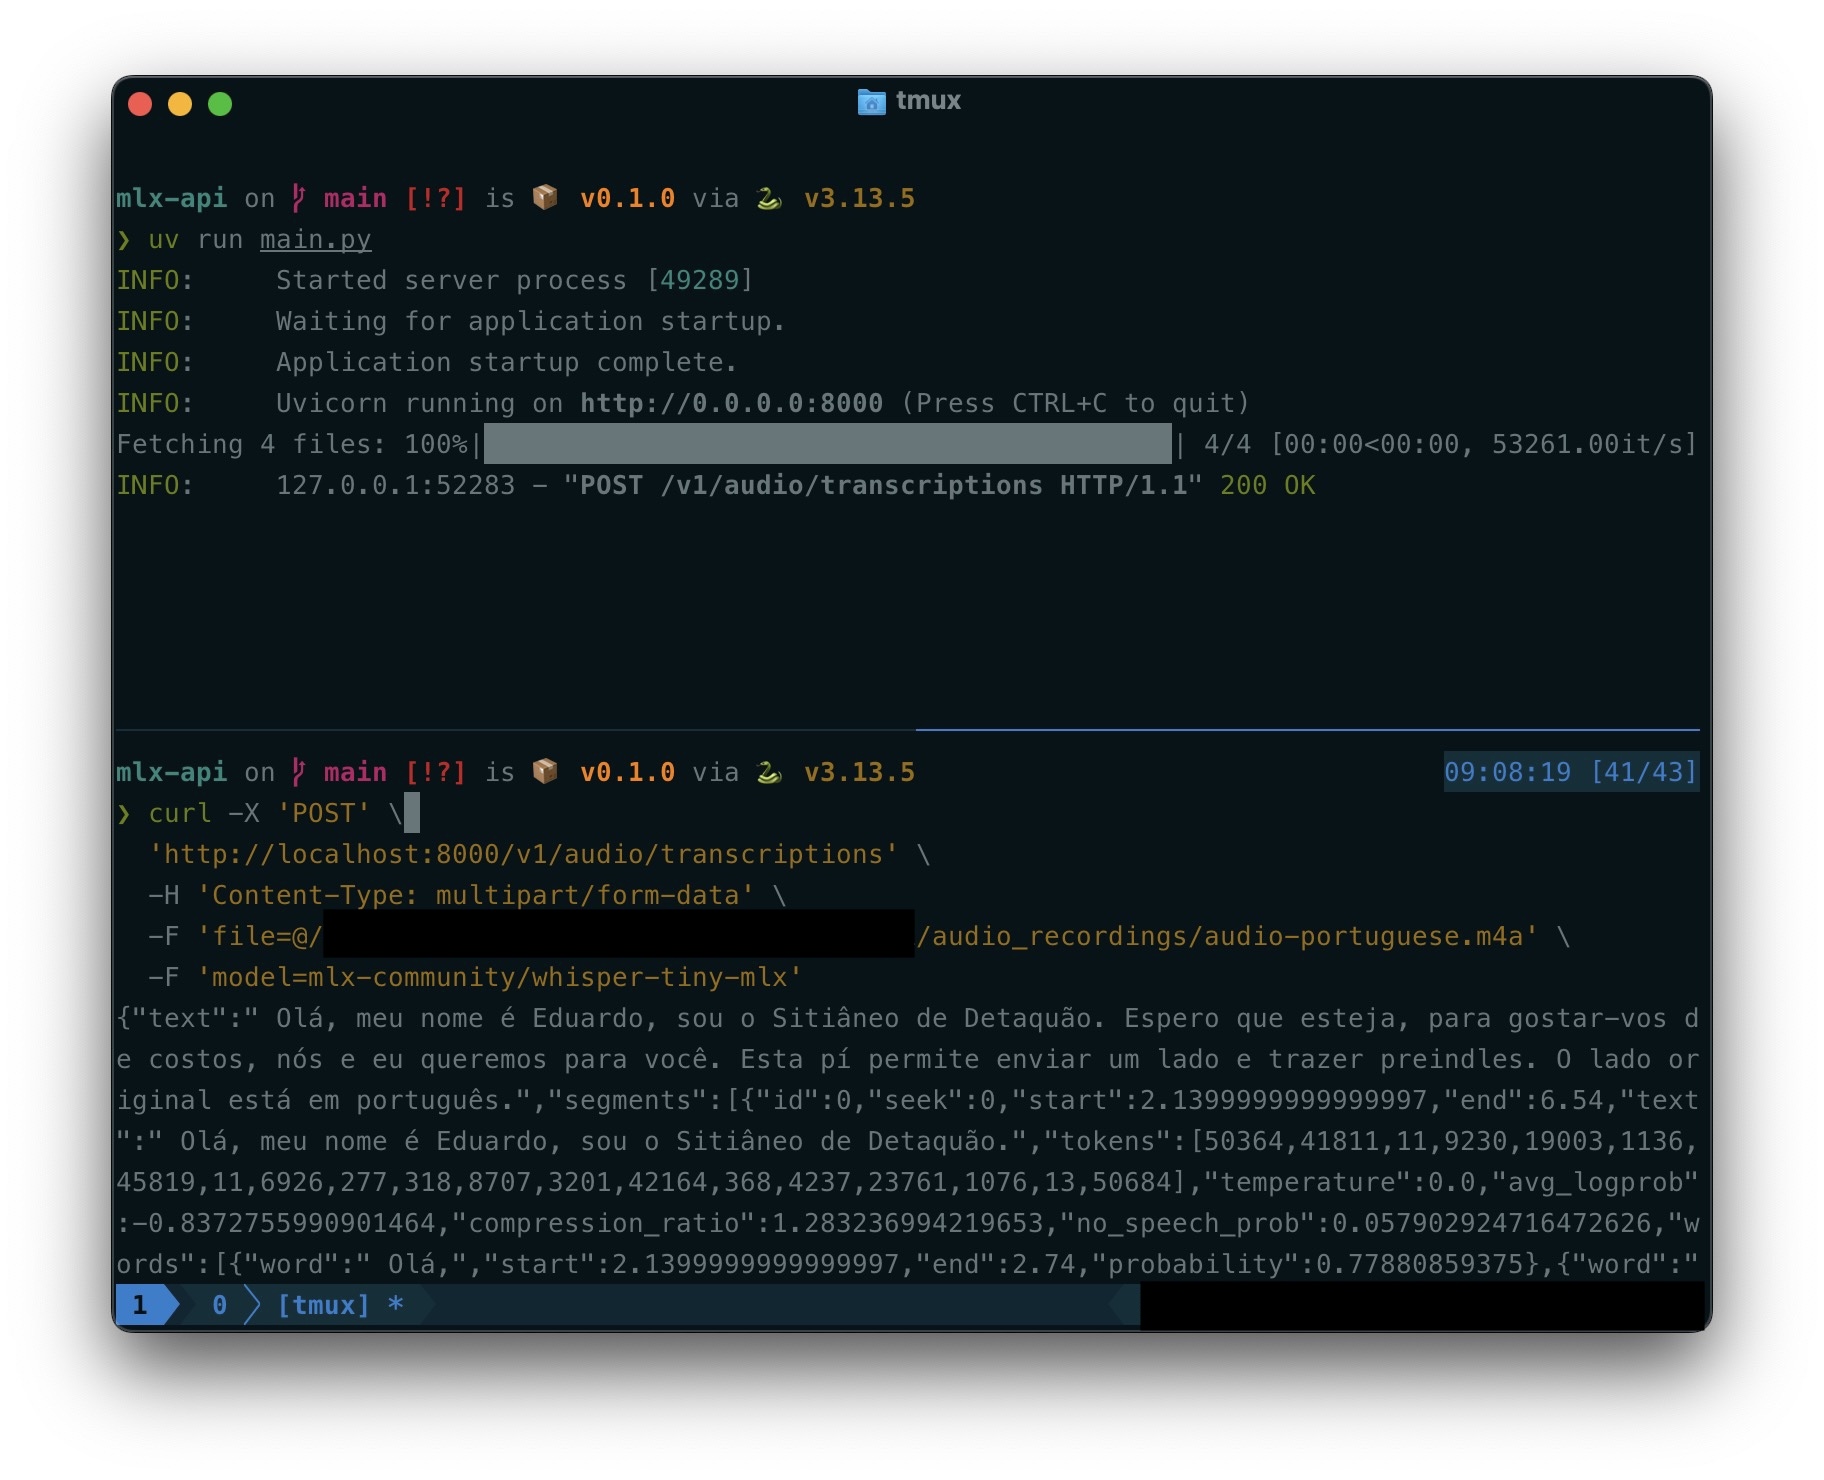 tmux
mlx-api on main [!?] is 📦 v0.1.0 via 🐍 v3.13.5
❯ uv run main.py
INFO:     Started server process [49289]
INFO:     Waiting for application startup.
INFO:     Application startup complete.
INFO:     Uvicorn running on http://0.0.0.0:8000 (Press CTRL+C to quit)
Fetching 4 files: 100%|| 4/4 [00:00<00:00, 53261.00it/s]
INFO:     127.0.0.1:52283 - "POST /v1/audio/transcriptions HTTP/1.1" 200 OK
mlx-api on main [!?] is 📦 v0.1.0 via 🐍 v3.13.5 09:08:19 [41/43]
❯ curl -X 'POST' \
  'http://localhost:8000/v1/audio/transcriptions' \
  -H 'Content-Type: multipart/form-data' \
  -F 'file=@/ /audio_recordings/audio-portuguese.m4a' \
  -F 'model=mlx-community/whisper-tiny-mlx'
{"text":" Olá, meu nome é Eduardo, sou o Sitiâneo de Detaquão. Espero que esteja, para gostar-vos d
e costos, nós e eu queremos para você. Esta pí permite enviar um lado e trazer preindles. O lado or
iginal está em português.","segments":[{"id":0,"seek":0,"start":2.1399999999999997,"end":6.54,"text
":" Olá, meu nome é Eduardo, sou o Sitiâneo de Detaquão.","tokens":[50364,41811,11,9230,19003,1136,
45819,11,6926,277,318,8707,3201,42164,368,4237,23761,1076,13,50684],"temperature":0.0,"avg_logprob"
:-0.8372755990901464,"compression_ratio":1.283236994219653,"no_speech_prob":0.057902924716472626,"w
ords":[{"word":" Olá,","start":2.1399999999999997,"end":2.74,"probability":0.77880859375},{"word":"
1 0 [tmux] *